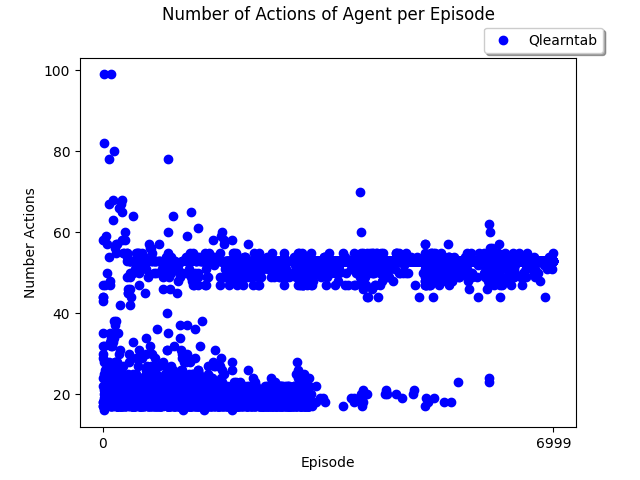 Number of Actions of Agent per Episode
Qlearntab
100
80
60
40
20
Number Actions
0 6999
Episode